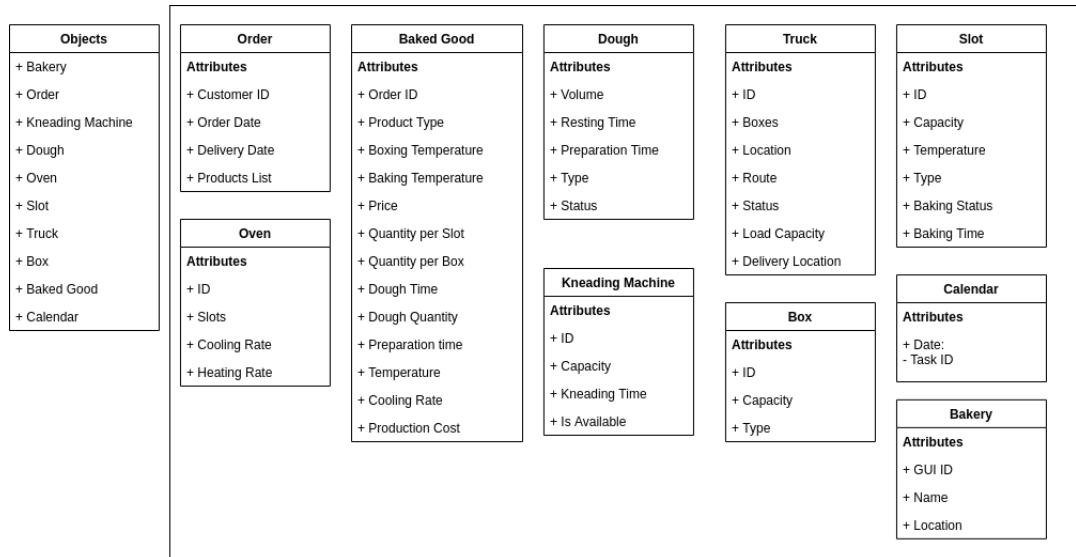 Objects
+ Bakery
+ Order
+ Kneading Machine
+ Dough
+ Oven
+ Slot
+ Truck
+ Box
+ Baked Good
+ Calendar
Order
Attributes
+ Customer ID
+ Order Date
+ Delivery Date
+ Products List
Oven
Attributes
+ ID
+ Slots
+ Cooling Rate
+ Heating Rate
Baked Good
Attributes
+ Order ID
+ Product Type
+ Boxing Temperature
+ Baking Temperature
+ Price
+ Quantity per Slot
+ Quantity per Box
+ Dough Time
+ Dough Quantity
+ Preparation time
+ Temperature
+ Cooling Rate
+ Production Cost
Dough
Attributes
+ Volume
+ Resting Time
+ Preparation Time
+ Type
+ Status
Kneading Machine
Attributes
+ ID
+ Capacity
+ Kneading Time
+ Is Available
Truck
Attributes
+ ID
+ Boxes
+ Location
+ Route
+ Status
+ Load Capacity
+ Delivery Location
Box
Attributes
+ ID
+ Capacity
+ Type
Slot
Attributes
+ ID
+ Capacity
+ Temperature
+ Type
+ Baking Status
+ Baking Time
Calendar
Attributes
+ Date:
- Task ID
Bakery
Attributes
+ GUI ID
+ Name
+ Location